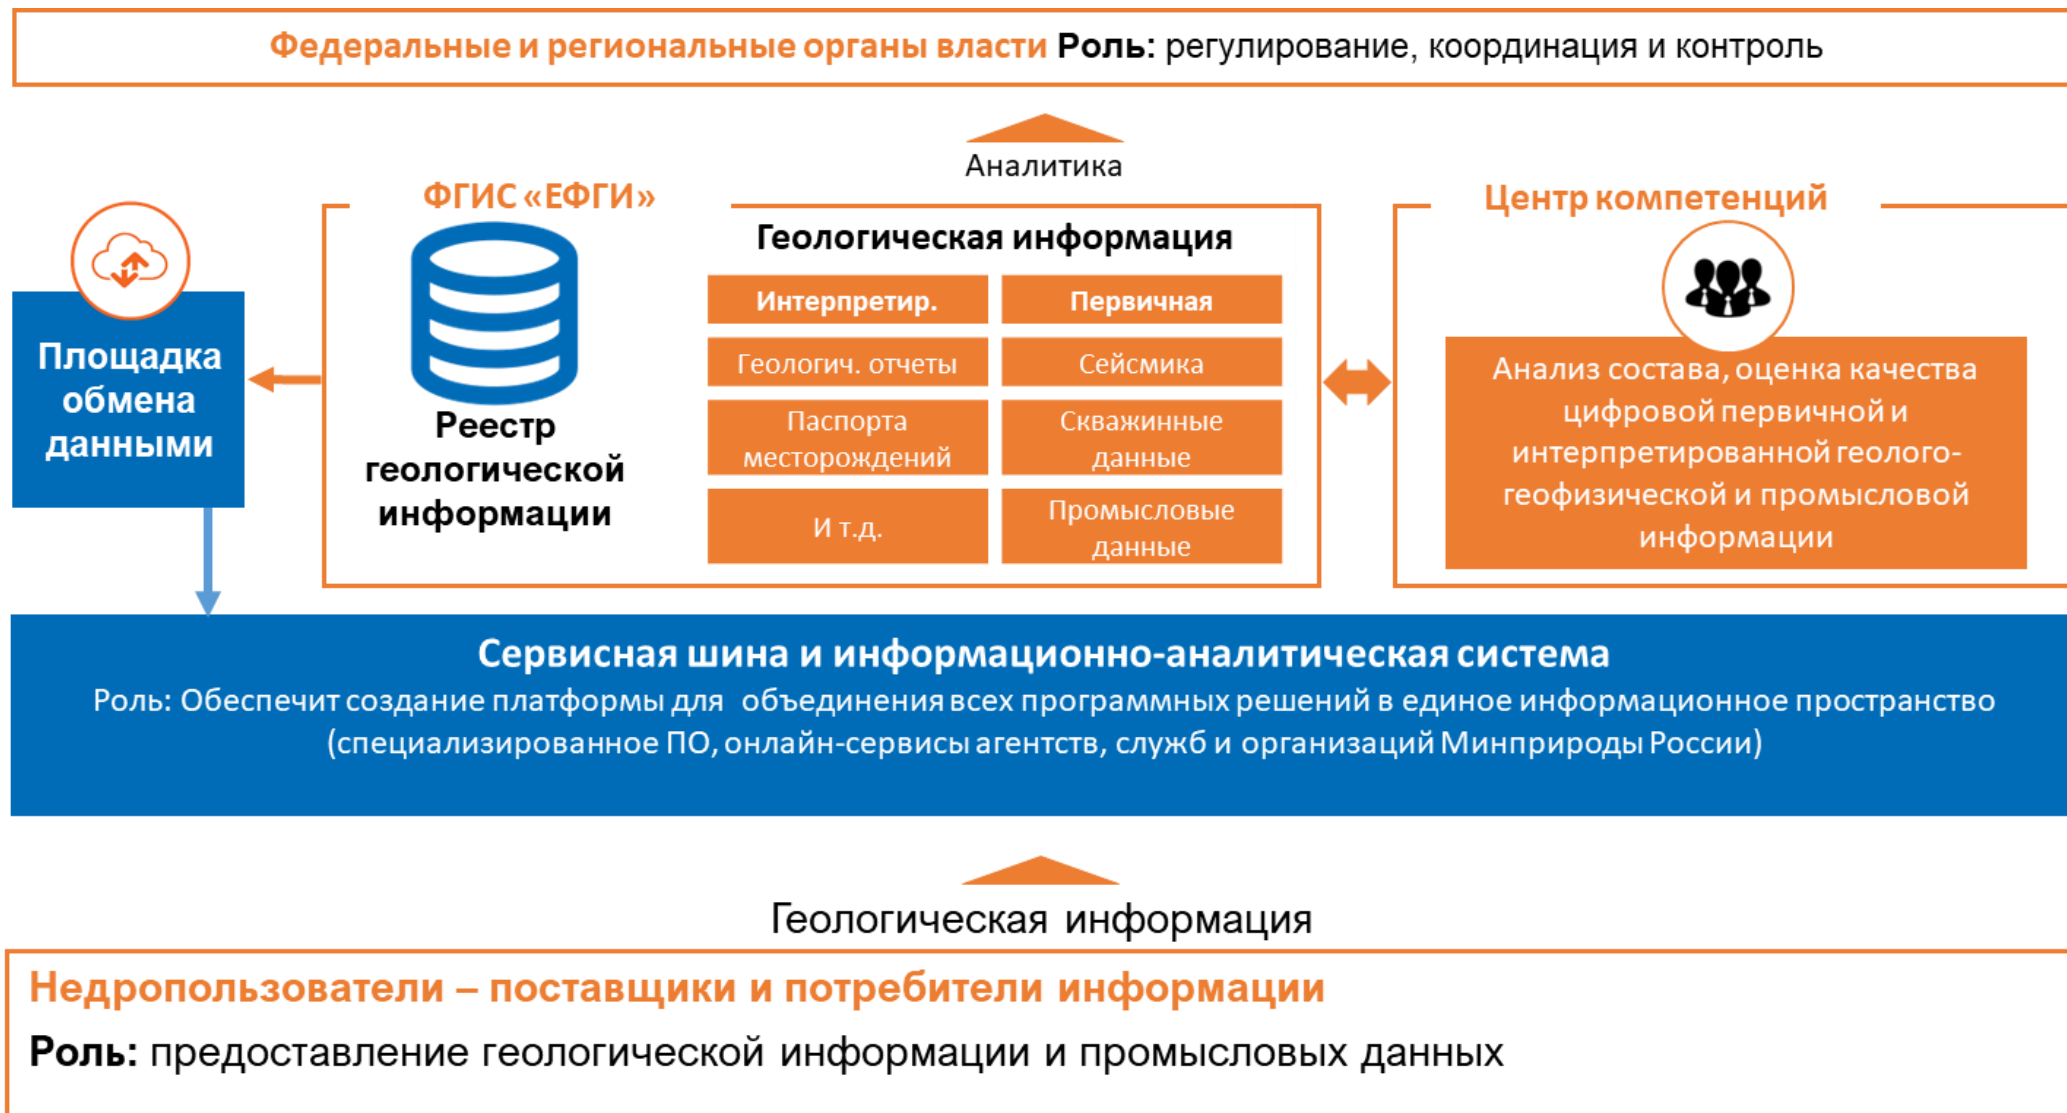 Федеральные и региональные органы власти Роль: регулирование, координация и контроль
Аналитика
ФГИС «ЕФГИ»
Центр компетенций
Площадка
обмена
данными
Реестр
геологической
информации
Геологическая информация
Интерпретир.
Первичная
Геологич. отчеты
Сейсмика
Паспорта
месторождений
Скважинные
данные
И т.д.
Промысловые
данные
Анализ состава, оценка качества
цифровой первичной и
интерпретированной геолого-
геофизической и промысловой
информации
Сервисная шина и информационно-аналитическая система
Роль: Обеспечит создание платформы для объединения всех программных решений в единое информационное пространство
(специализированное ПО, онлайн-сервисы агентств, служб и организаций Минприроды России)
Геологическая информация
Недропользователи – поставщики и потребители информации
Роль: предоставление геологической информации и промысловых данных